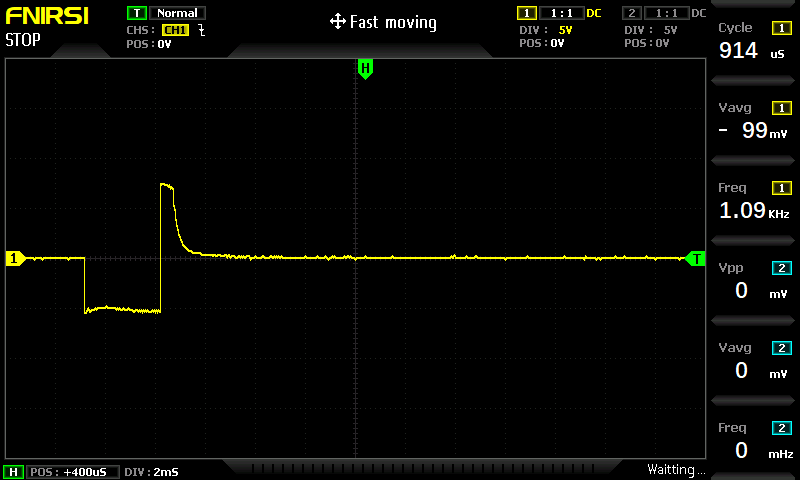 FNIRSI
STOP
T Normal
CHS: CH1
POS: 0V
Fast moving
1 1:1 DC
DIV: 5V
POS: 0V
2 1:1 DC
DIV: 5V
POS: 0V
H
1
T
Cycle 1
914 uS
Vavg 1
- 99 mV
Freq 1
1.09 KHz
Vpp 2
0 mV
Vavg 2
0 mV
Freq 2
0 mHz
H POS: +400uS DIV: 2mS
Waitting...